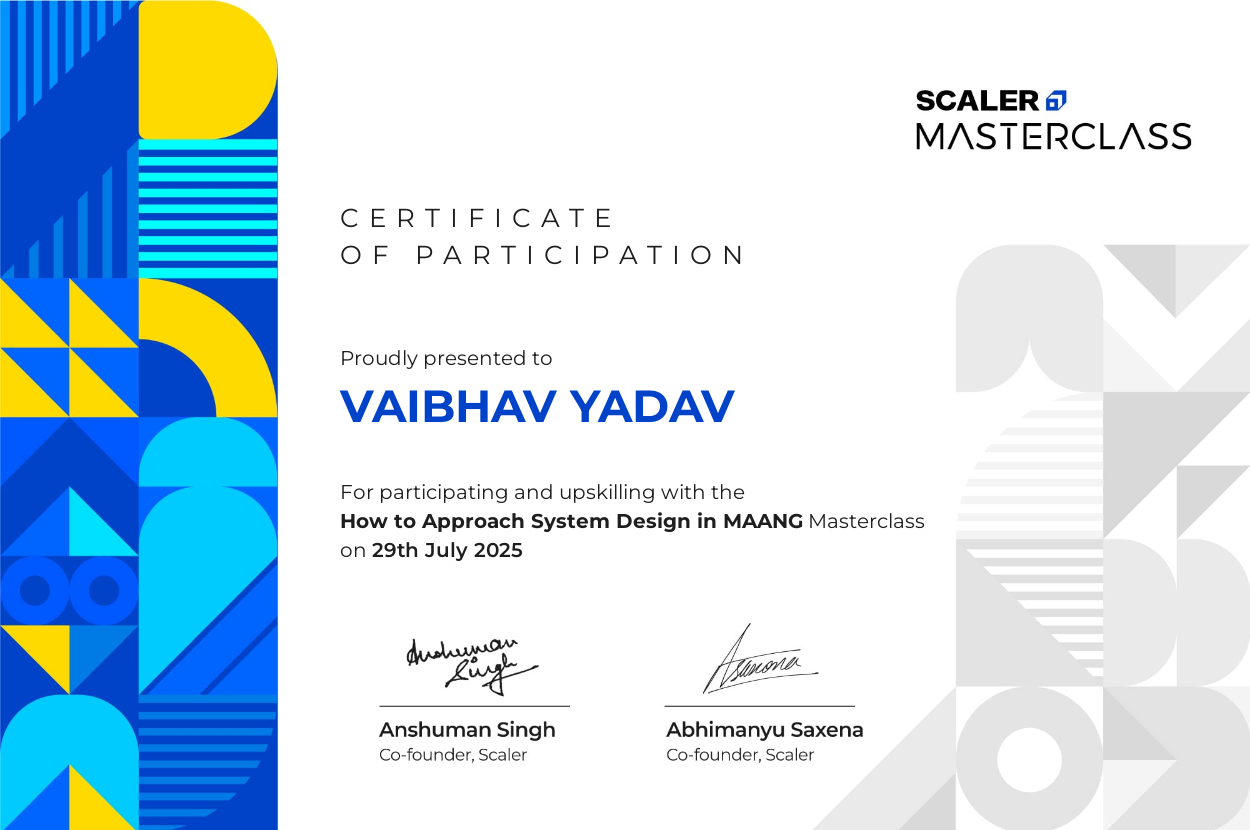 SCALER
MASTERCLASS
CERTIFICATE
OF PARTICIPATION
Proudly presented to
VAIBHAV YADAV
For participating and upskilling with the
How to Approach System Design in MAANG Masterclass
on 29th July 2025
Anshuman Singh
Asaxena
Anshuman Singh
Co-founder, Scaler
Abhimanyu Saxena
Co-founder, Scaler